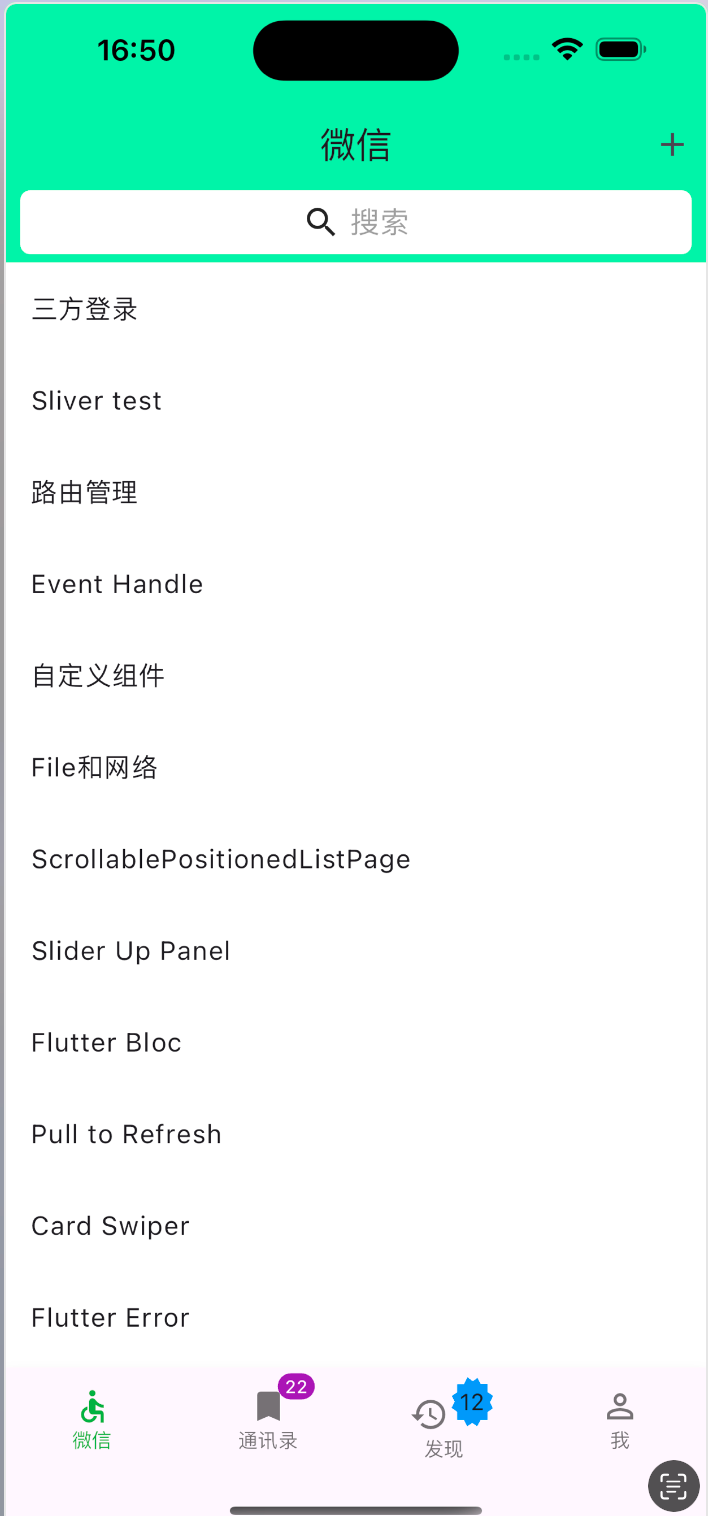 16:50
微信
搜索
三方登录
Sliver test
路由管理
Event Handle
自定义组件
File和网络
ScrollablePositionedListPage
Slider Up Panel
Flutter Bloc
Pull to Refresh
Card Swiper
Flutter Error
22
12
微信
通讯录
发现
我